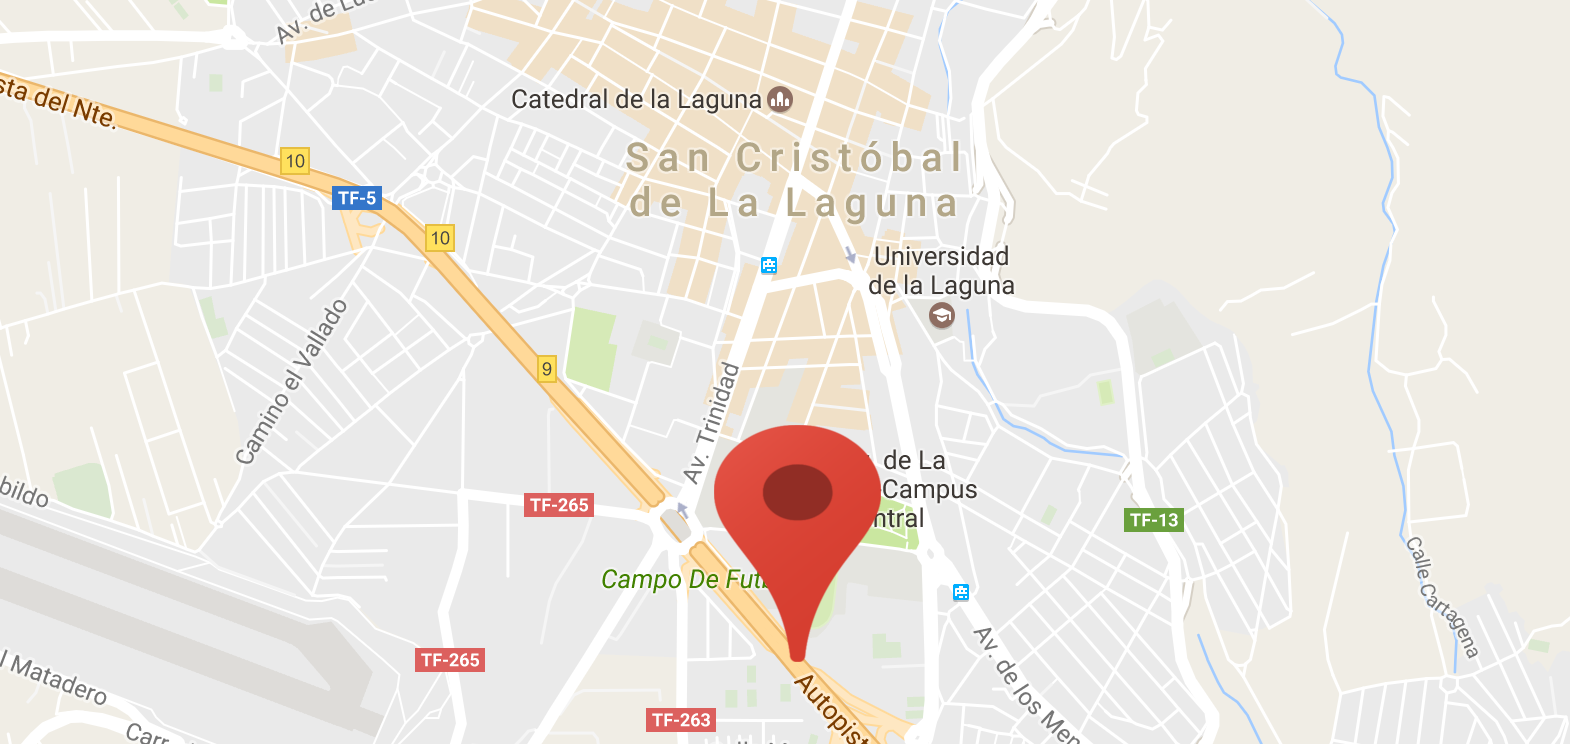 Av. de Lu
sta del Nte.
Catedral de la Laguna
San Cristóbal
de La Laguna
10
TF-5
10
Universidad
de la Laguna
9
Camino el Vallado
Av. Trinidad
de La
Campus
ntral
bildo
TF-265
TF-13
Campo De Fut
Calle Cartagena
TF-265
l Matadero
Autopist
Av. de los Men
TF-263
Carr